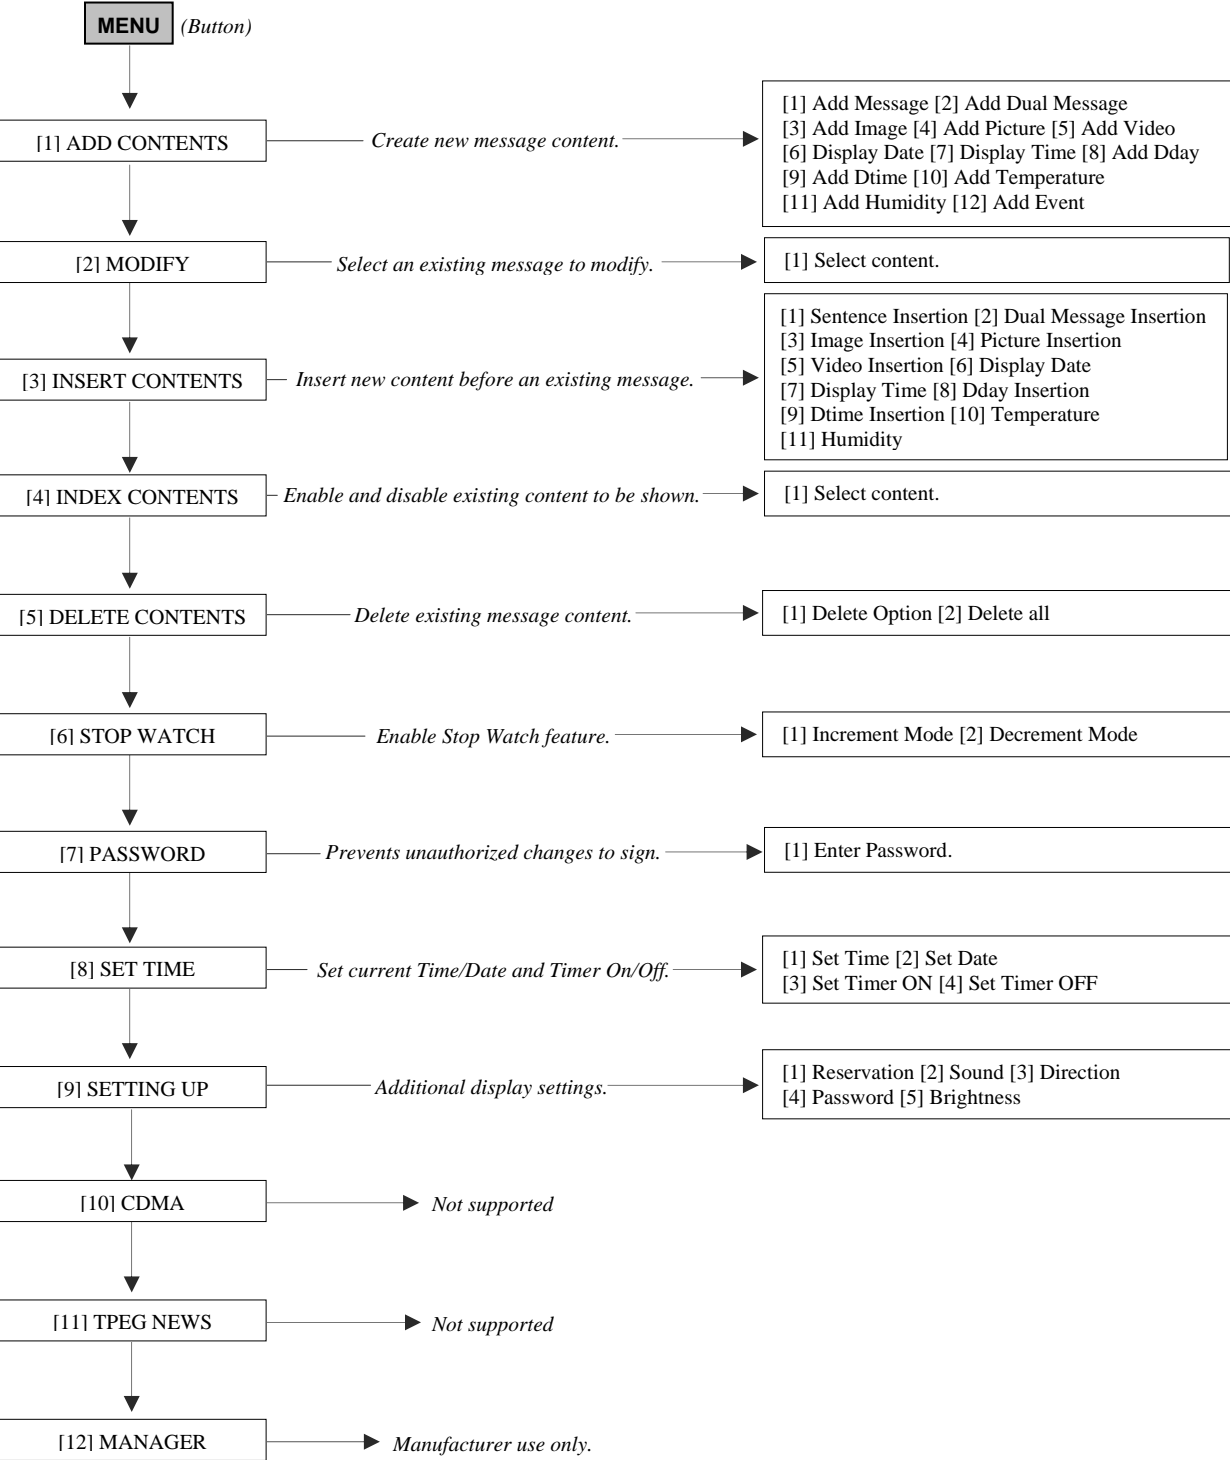 MENU (Button)
[1] ADD CONTENTS
Create new message content.
[1] Add Message [2] Add Dual Message
[3] Add Image [4] Add Picture [5] Add Video
[6] Display Date [7] Display Time [8] Add Dday
[9] Add Dtime [10] Add Temperature
[11] Add Humidity [12] Add Event
[2] MODIFY
Select an existing message to modify.
[1] Select content.
[3] INSERT CONTENTS
Insert new content before an existing message.
[1] Sentence Insertion [2] Dual Message Insertion
[3] Image Insertion [4] Picture Insertion
[5] Video Insertion [6] Display Date
[7] Display Time [8] Dday Insertion
[9] Dtime Insertion [10] Temperature
[11] Humidity
[4] INDEX CONTENTS
Enable and disable existing content to be shown.
[1] Select content.
[5] DELETE CONTENTS
Delete existing message content.
[1] Delete Option [2] Delete all
[6] STOP WATCH
Enable Stop Watch feature.
[1] Increment Mode [2] Decrement Mode
[7] PASSWORD
Prevents unauthorized changes to sign.
[1] Enter Password.
[8] SET TIME
Set current Time/Date and Timer On/Off.
[1] Set Time [2] Set Date
[3] Set Timer ON [4] Set Timer OFF
[9] SETTING UP
Additional display settings.
[1] Reservation [2] Sound [3] Direction
[4] Password [5] Brightness
[10] CDMA
Not supported
[11] TPEG NEWS
Not supported
[12] MANAGER
Manufacturer use only.